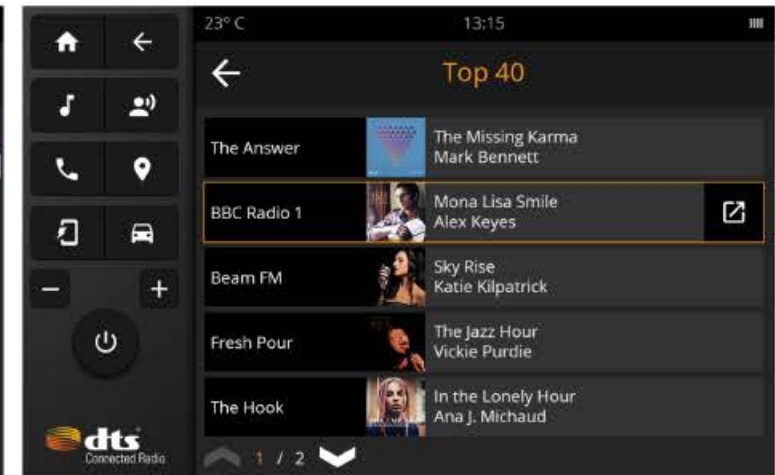 23° C 13:15
Top 40
The Answer
The Missing Karma
Mark Bennett
BBC Radio 1
Mona Lisa Smile
Alex Keyes
Beam FM
Sky Rise
Katie Kilpatrick
Fresh Pour
The Jazz Hour
Vickie Purdie
The Hook
In the Lonely Hour
Ana J. Michaud
dts
Connected Radio
1 / 2